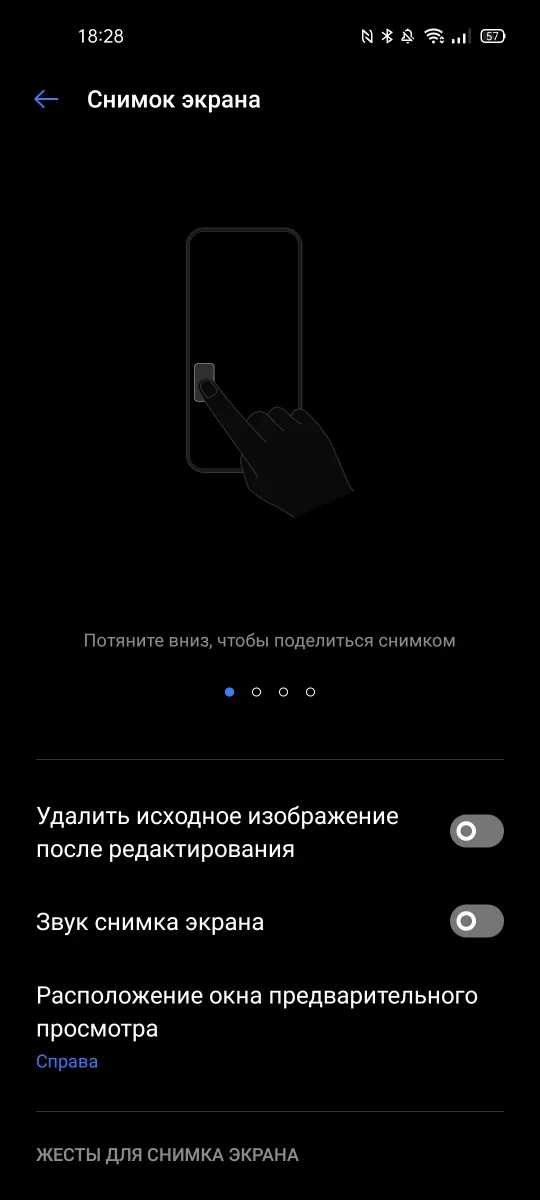 18:28
57
Снимок экрана
Потяните вниз, чтобы поделиться снимком
Удалить исходное изображение
после редактирования
Звук снимка экрана
Расположение окна предварительного
просмотра
Справа
ЖЕСТЫ ДЛЯ СНИМКА ЭКРАНА